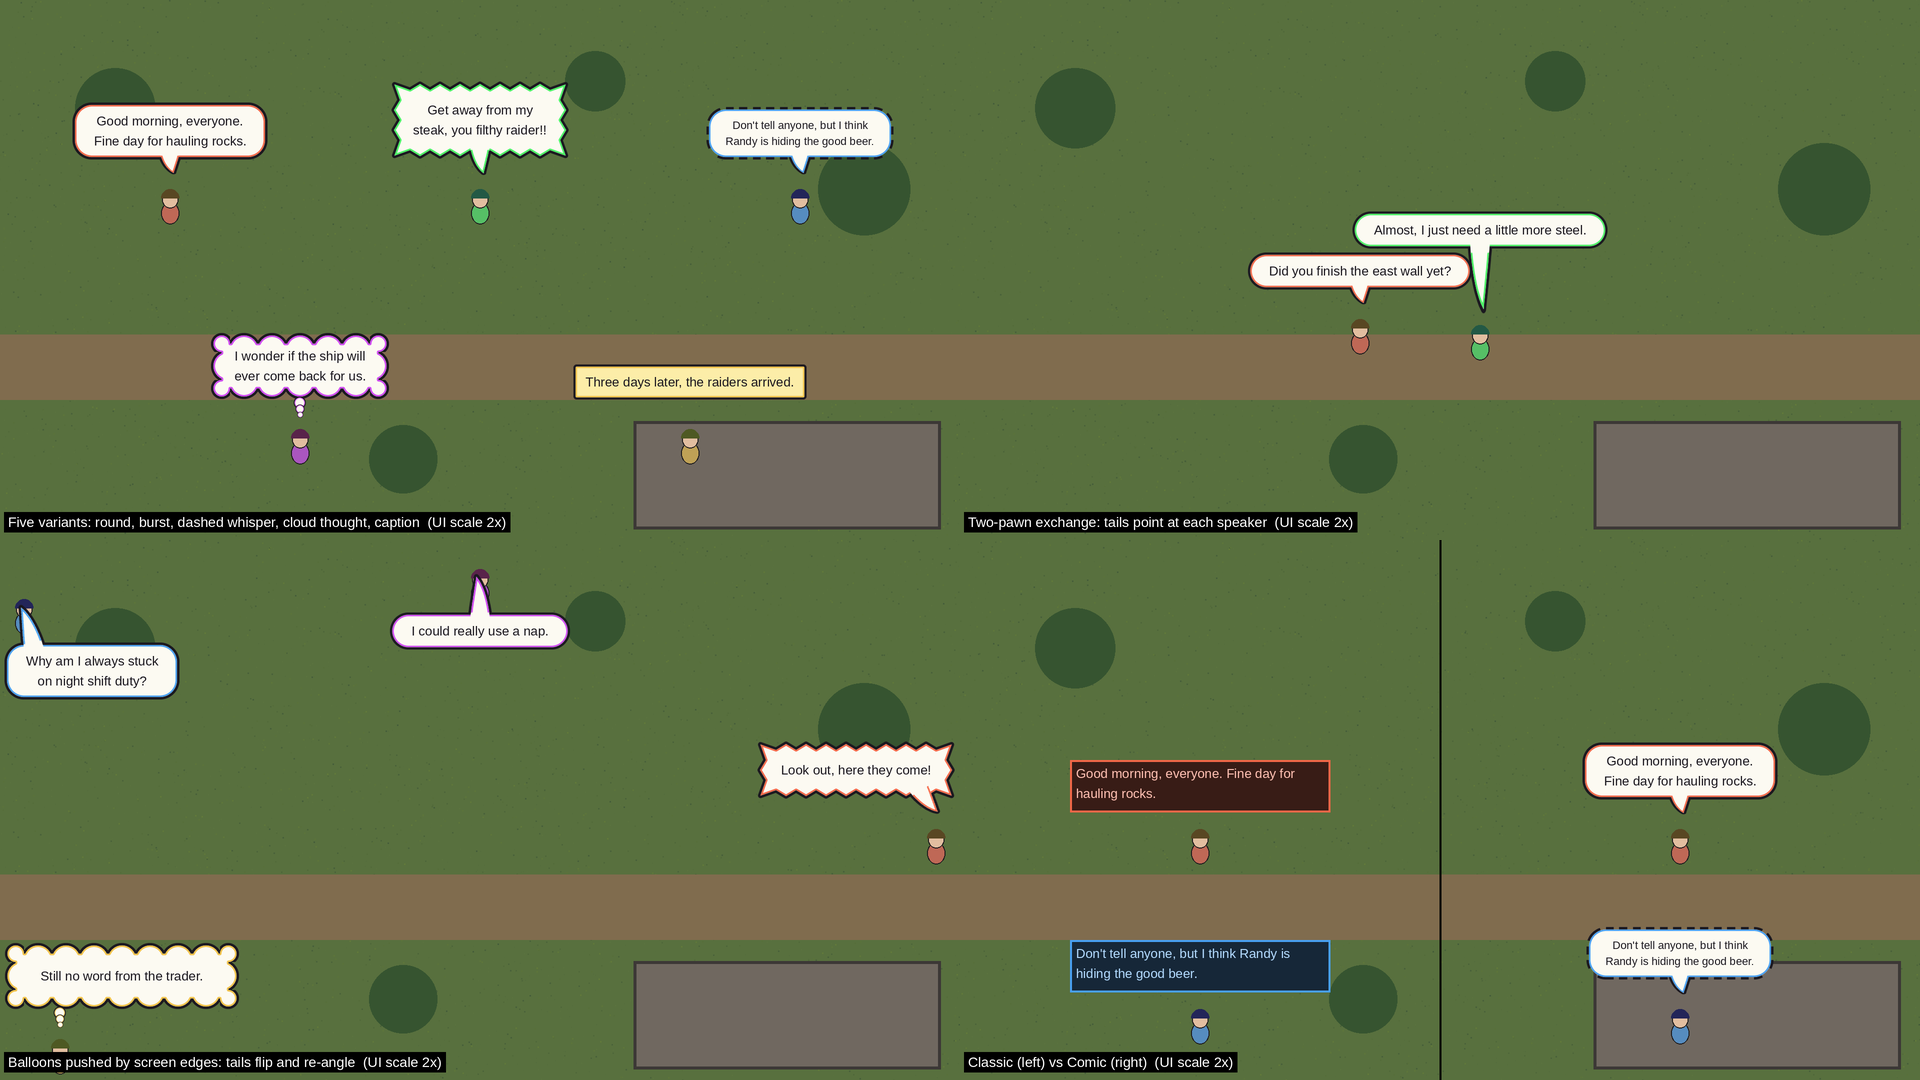 Good morning, everyone.
Fine day for hauling rocks.
Get away from my
steak, you filthy raider!!
Don't tell anyone, but I think
Randy is hiding the good beer.
I wonder if the ship will
ever come back for us.
Three days later, the raiders arrived.
Five variants: round, burst, dashed whisper, cloud thought, caption (UI scale 2x)
Almost, I just need a little more steel.
Did you finish the east wall yet?
Two-pawn exchange: tails point at each speaker (UI scale 2x)
Why am I always stuck
on night shift duty?
I could really use a nap.
Look out, here they come!
Still no word from the trader.
Balloons pushed by screen edges: tails flip and re-angle (UI scale 2x)
Good morning, everyone. Fine day for
hauling rocks.
Good morning, everyone.
Fine day for hauling rocks.
Don't tell anyone, but I think Randy is
hiding the good beer.
Don't tell anyone, but I think
Randy is hiding the good beer.
Classic (left) vs Comic (right) (UI scale 2x)